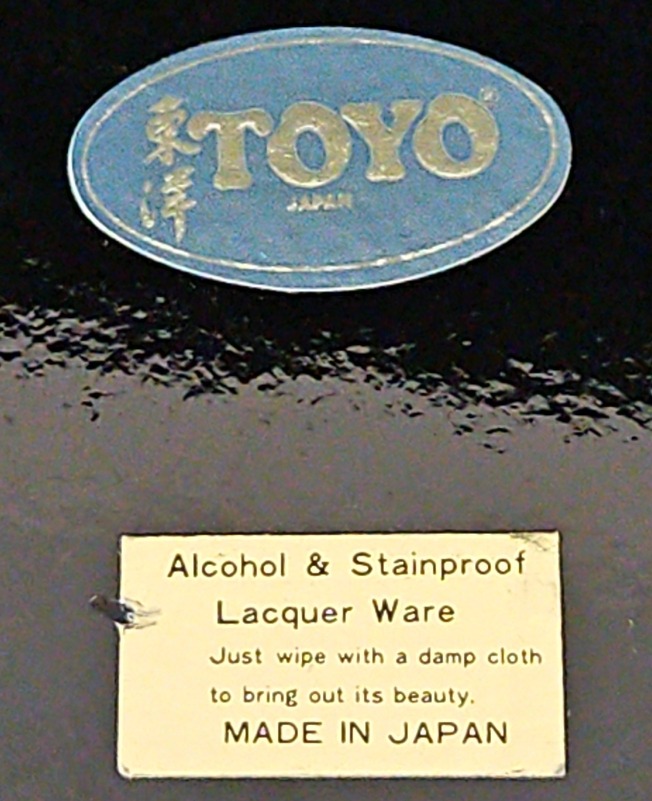 東洋
TOYO®
JAPAN
Alcohol & Stainproof
Lacquer Ware
Just wipe with a damp cloth
to bring out its beauty.
MADE IN JAPAN